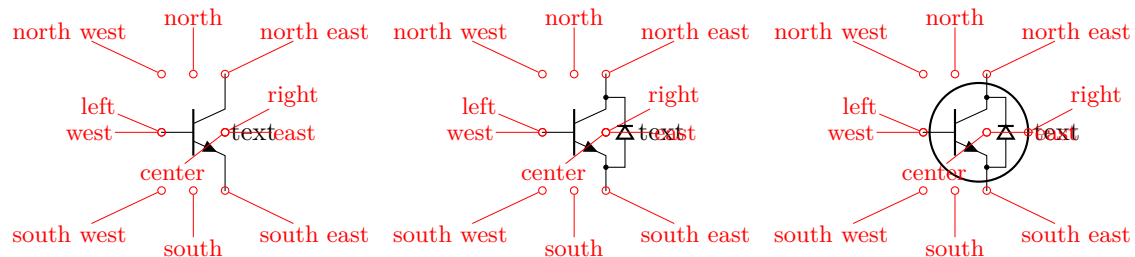 north north north
north west north east north west north east north west north east
left right left right left right
west text east west text east west text east
center center center
south west south east south west south east south west south east
south south south